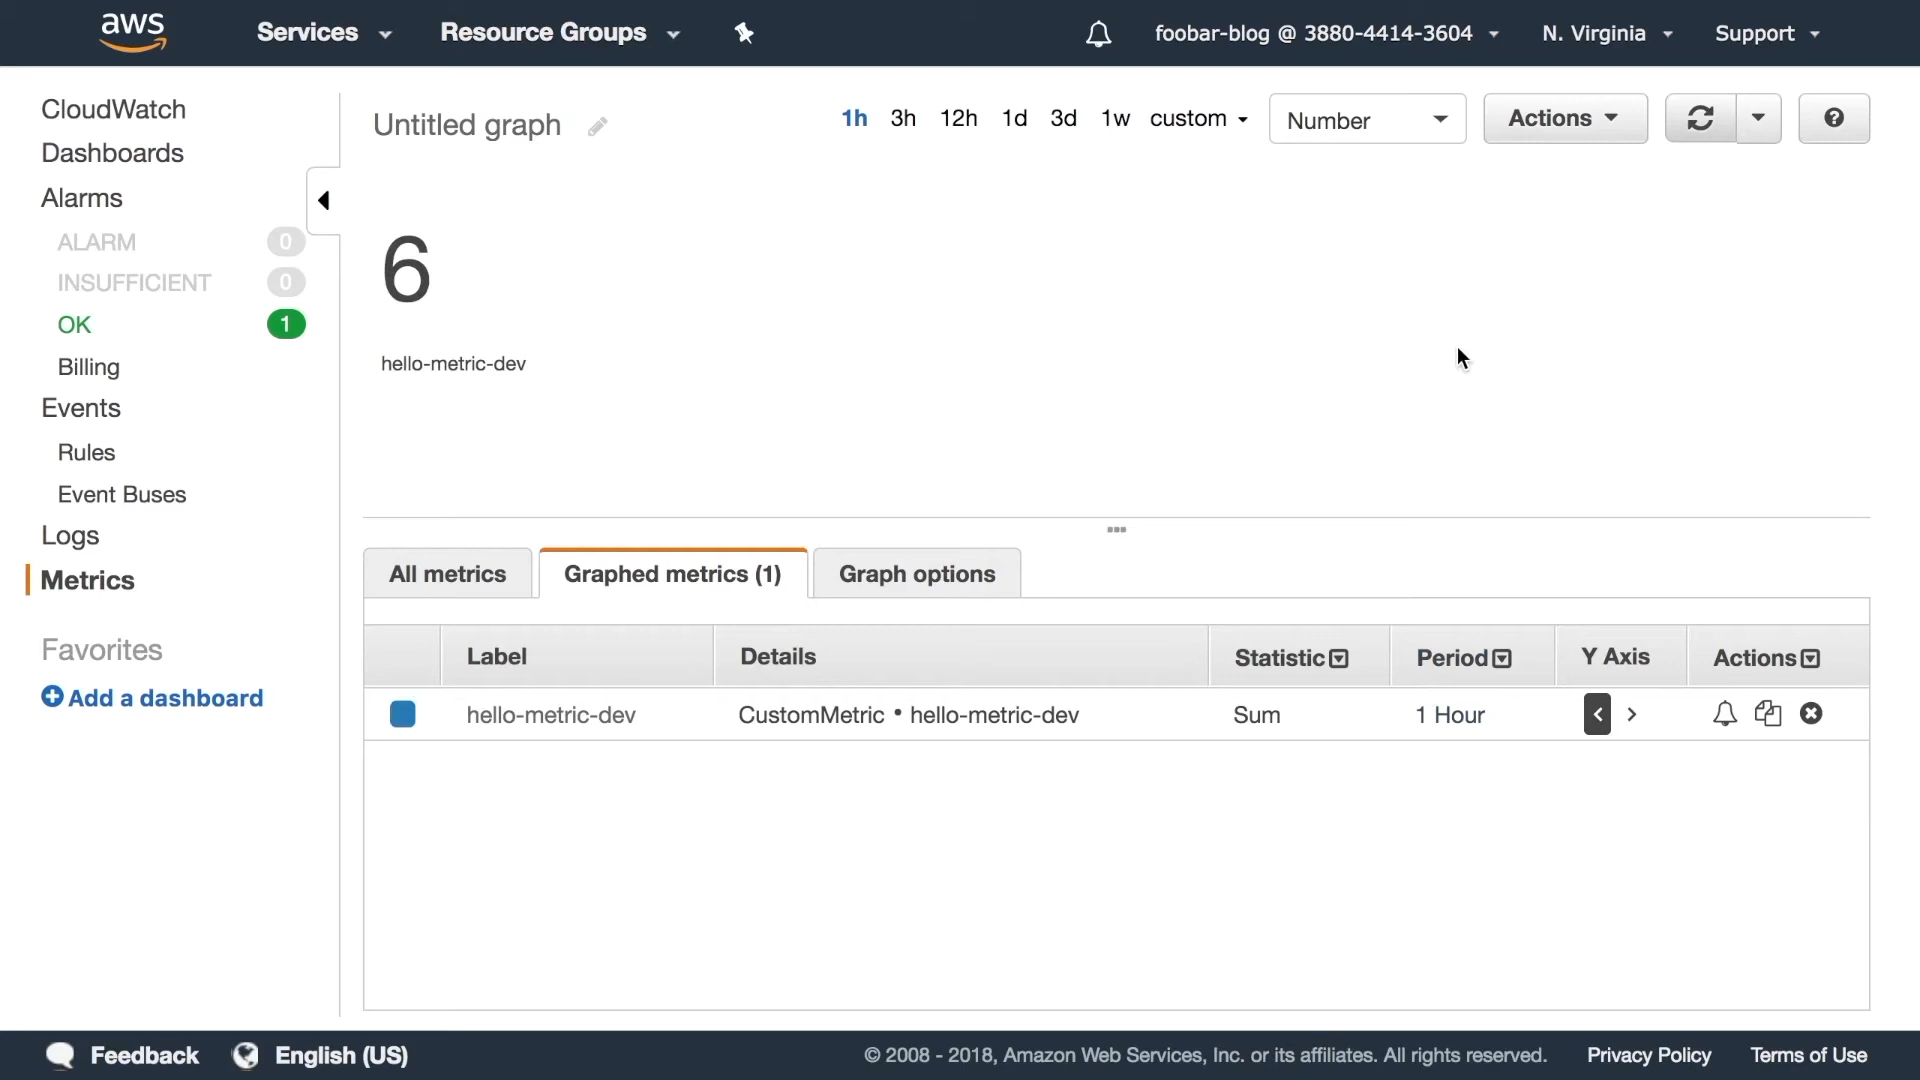 aws Services Resource Groups foobar-blog @ 3880-4414-3604 N. Virginia Support
CloudWatch
Dashboards
Alarms
ALARM 0
INSUFFICIENT 0
OK 1
Billing
Events
Rules
Event Buses
Logs
Metrics
Favorites
Add a dashboard
Untitled graph 1h 3h 12h 1d 3d 1w custom Number Actions ?
6
hello-metric-dev
All metrics Graphed metrics (1) Graph options
Label Details Statistic Period Y Axis Actions
hello-metric-dev CustomMetric • hello-metric-dev Sum 1 Hour < >
Feedback English (US) © 2008 - 2018, Amazon Web Services, Inc. or its affiliates. All rights reserved. Privacy Policy Terms of Use